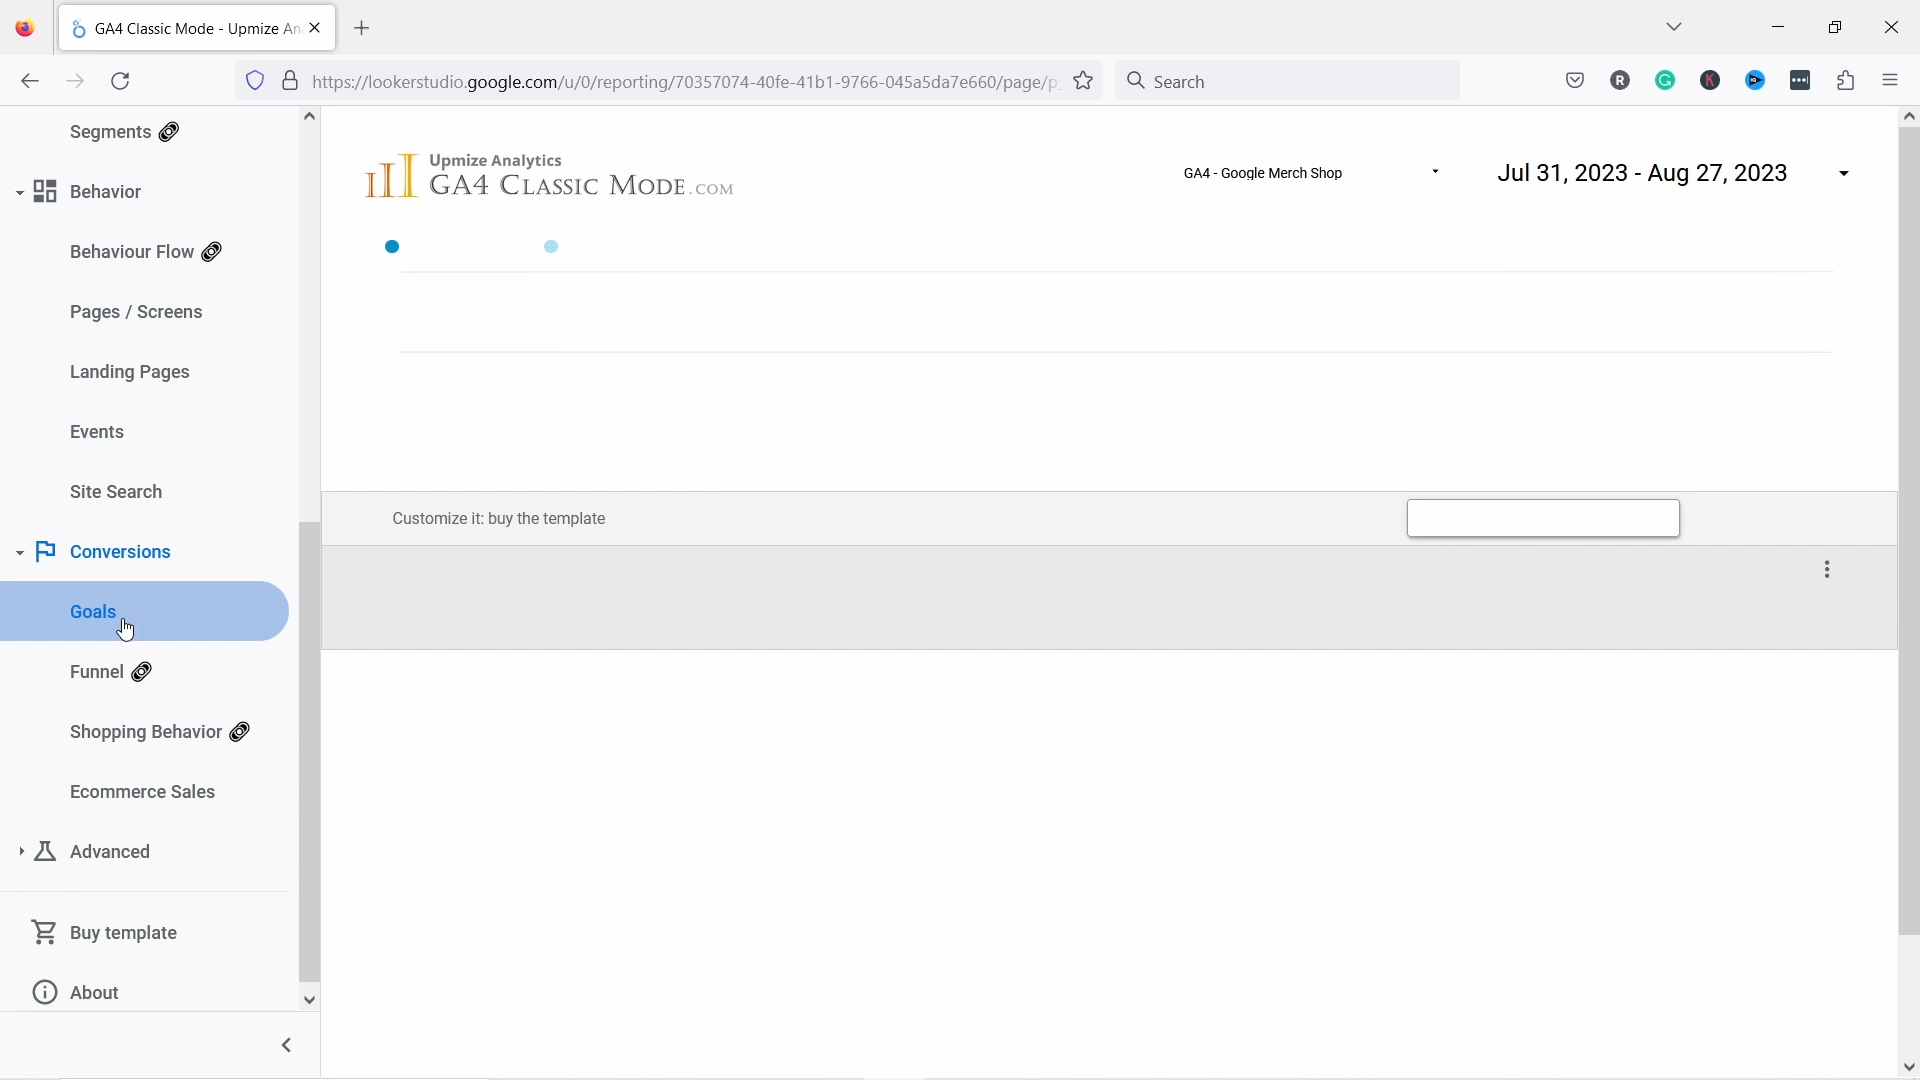 GA4 Classic Mode - Upmize An
https://lookerstudio.google.com/u/0/reporting/70357074-40fe-41b1-9766-045a5da7e660/page/p_
Search
Segments
Behavior
Behaviour Flow
Pages / Screens
Landing Pages
Events
Site Search
Conversions
Goals
Funnel
Shopping Behavior
Ecommerce Sales
Advanced
Buy template
About
Upmize Analytics
GA4 Classic Mode.com
GA4 - Google Merch Shop
Jul 31, 2023 - Aug 27, 2023
Customize it: buy the template